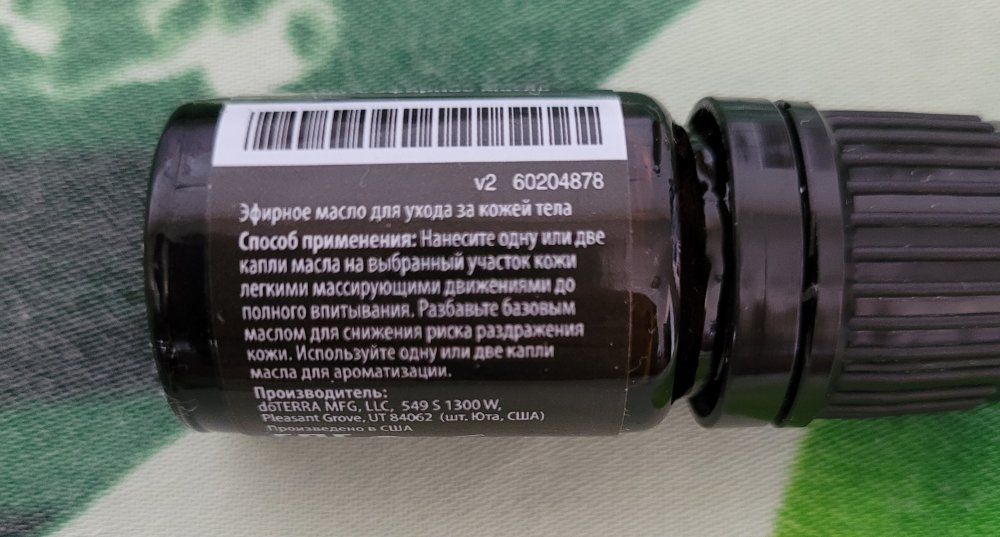 v2 60204878
Эфирное масло для ухода за кожей тела
Способ применения: Нанесите одну или две
капли масла на выбранный участок кожи
легкими массирующими движениями до
полного впитывания. Разбавьте базовым
маслом для снижения риска раздражения
кожи. Используйте одну или две капли
масла для ароматизации.
Производитель:
dōTERRA MFG, LLC, 549 S 1300 W,
Pleasant Grove, UT 84062 (шт. Юта, США)
Произведено в США